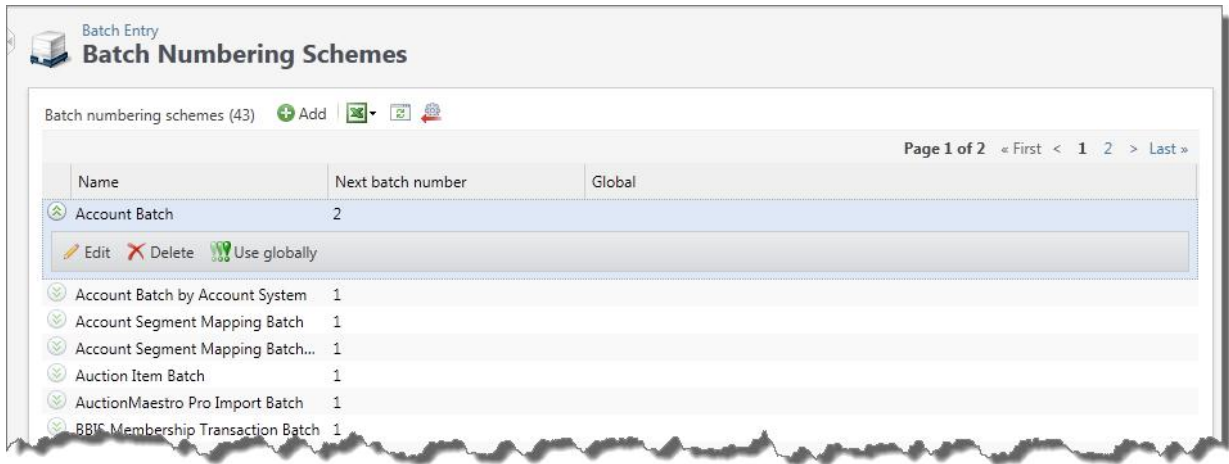 Batch Entry
Batch Numbering Schemes
Batch numbering schemes (43) Add
Page 1 of 2 « First < 1 2 > Last »
Name Next batch number Global
Account Batch 2
Edit Delete Use globally
Account Batch by Account System 1
Account Segment Mapping Batch 1
Account Segment Mapping Batch... 1
Auction Item Batch 1
AuctionMaestro Pro Import Batch 1
BBIS Membership Transaction Batch 1